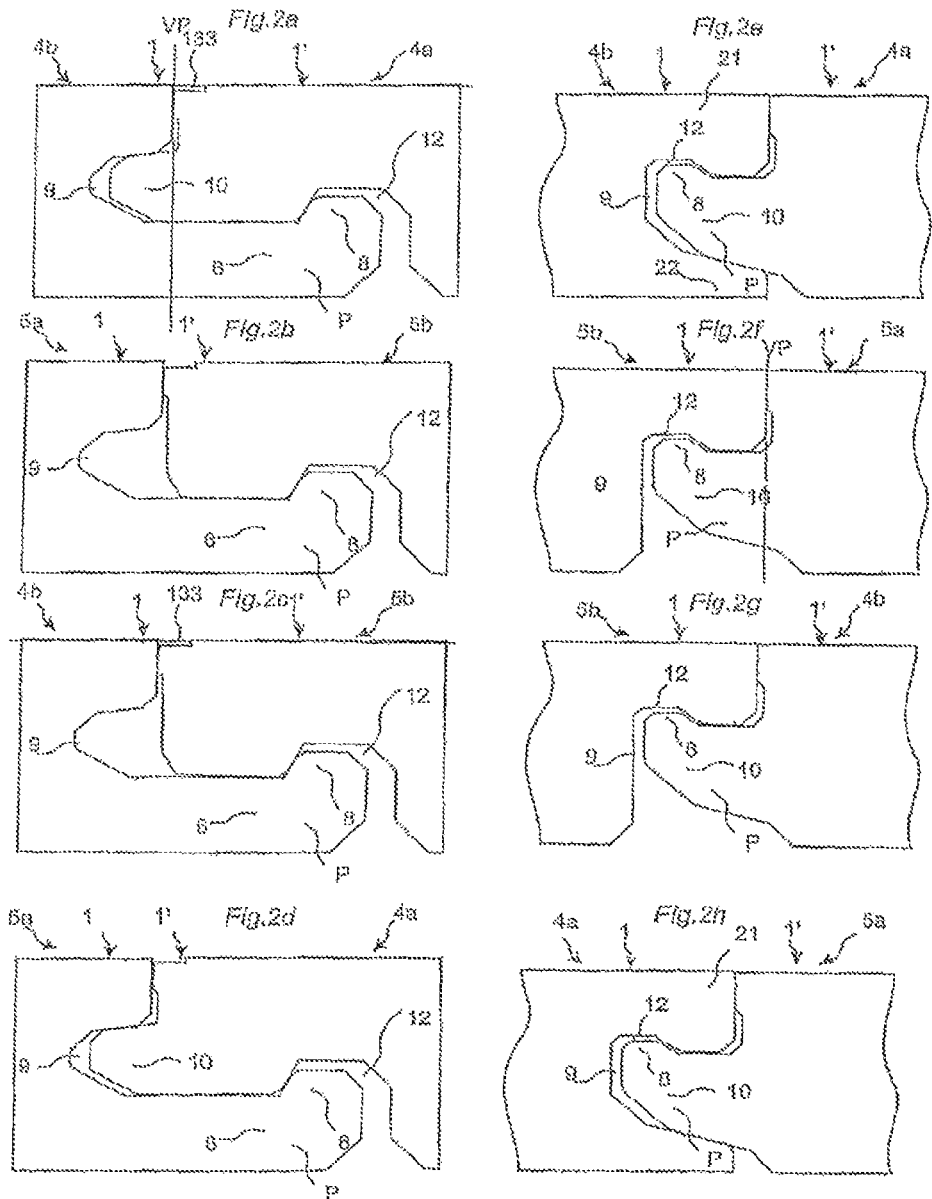 Fig.2a
VP
133
4b 1 1' 4a
12
9 10
6 8
P
Fig.2e
4b 1 21 1' 4a
12
9 8
10
22 P
Fig.2b
5a 1 1' 5b
12
9
6 8
P
Fig.2f
VP
5b 1 1' 5a
12
9 8
10
P
Fig.2c
4b 1 133 1' 5b
12
9
6 8
P
Fig.2g
5b 1 1' 4b
12
9 8
10
P
Fig.2d
5a 1 1' 4a
12
9 10
6 8
P
Fig.2h
4a 1 21 1' 5a
12
9 8
10
P